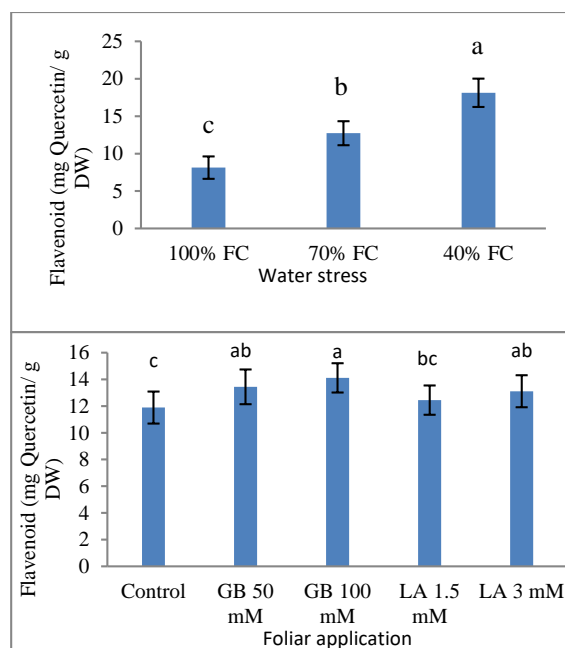 Flavenoid (mg Quercetin/ g
DW)
25
20
15
10
5
0
c
b
a
100% FC
70% FC
40% FC
Water stress
Flavenoid (mg Quercetin/ g
DW)
16
14
12
10
8
6
4
2
0
c
ab
a
bc
ab
Control
GB 50
mM
GB 100
mM
LA 1.5
mM
LA 3 mM
Foliar application